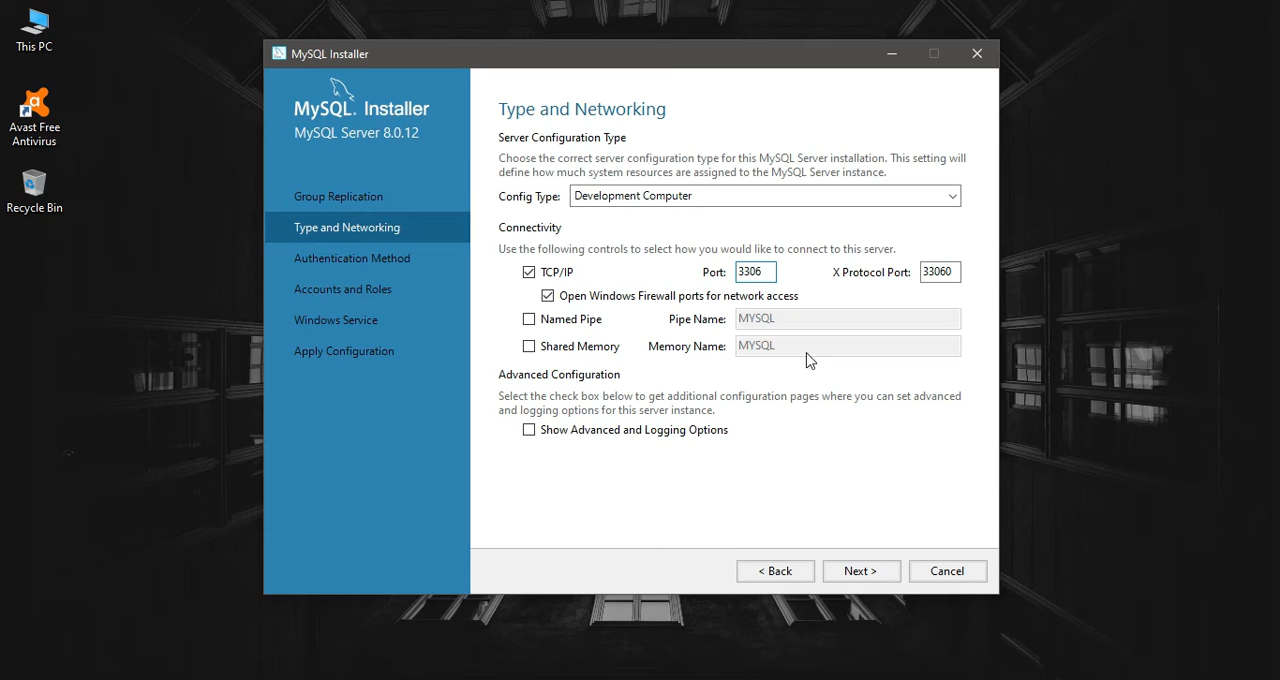 This PC
Avast Free
Antivirus
Recycle Bin
MySQL Installer
MySQL. Installer
MySQL Server 8.0.12
Group Replication
Type and Networking
Authentication Method
Accounts and Roles
Windows Service
Apply Configuration
Type and Networking
Server Configuration Type
Choose the correct server configuration type for this MySQL Server installation. This setting will
define how much system resources are assigned to the MySQL Server instance.
Config Type: Development Computer
Connectivity
Use the following controls to select how you would like to connect to this server.
TCP/IP Port: 3306 X Protocol Port: 33060
Open Windows Firewall ports for network access
Named Pipe Pipe Name: MYSQL
Shared Memory Memory Name: MYSQL
Advanced Configuration
Select the check box below to get additional configuration pages where you can set advanced
and logging options for this server instance.
Show Advanced and Logging Options
< Back Next > Cancel